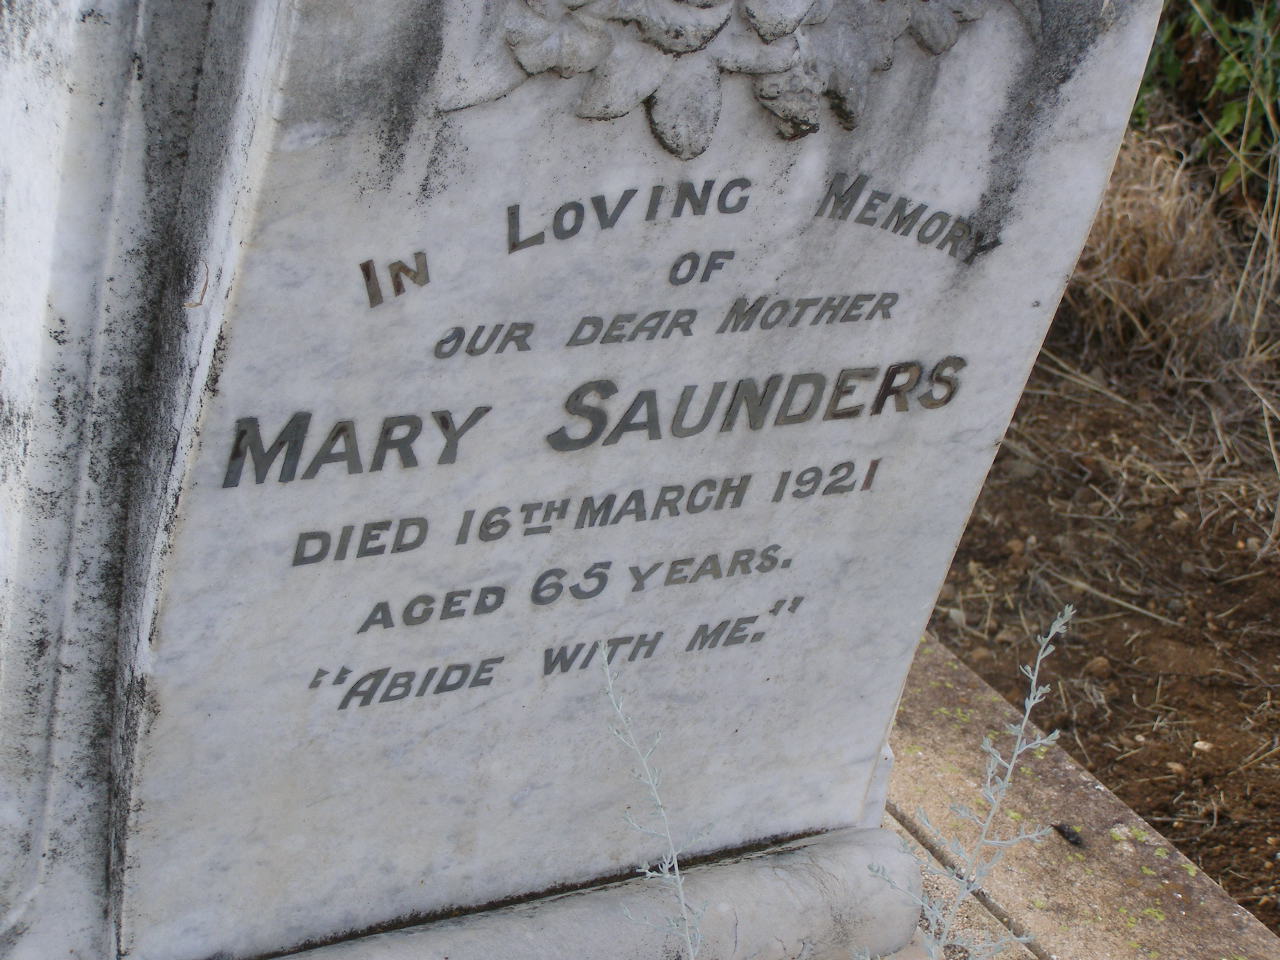 IN LOVING MEMORY
OF
OUR DEAR MOTHER
MARY SAUNDERS
DIED 16TH MARCH 1921
AGED 65 YEARS.
"ABIDE WITH ME."